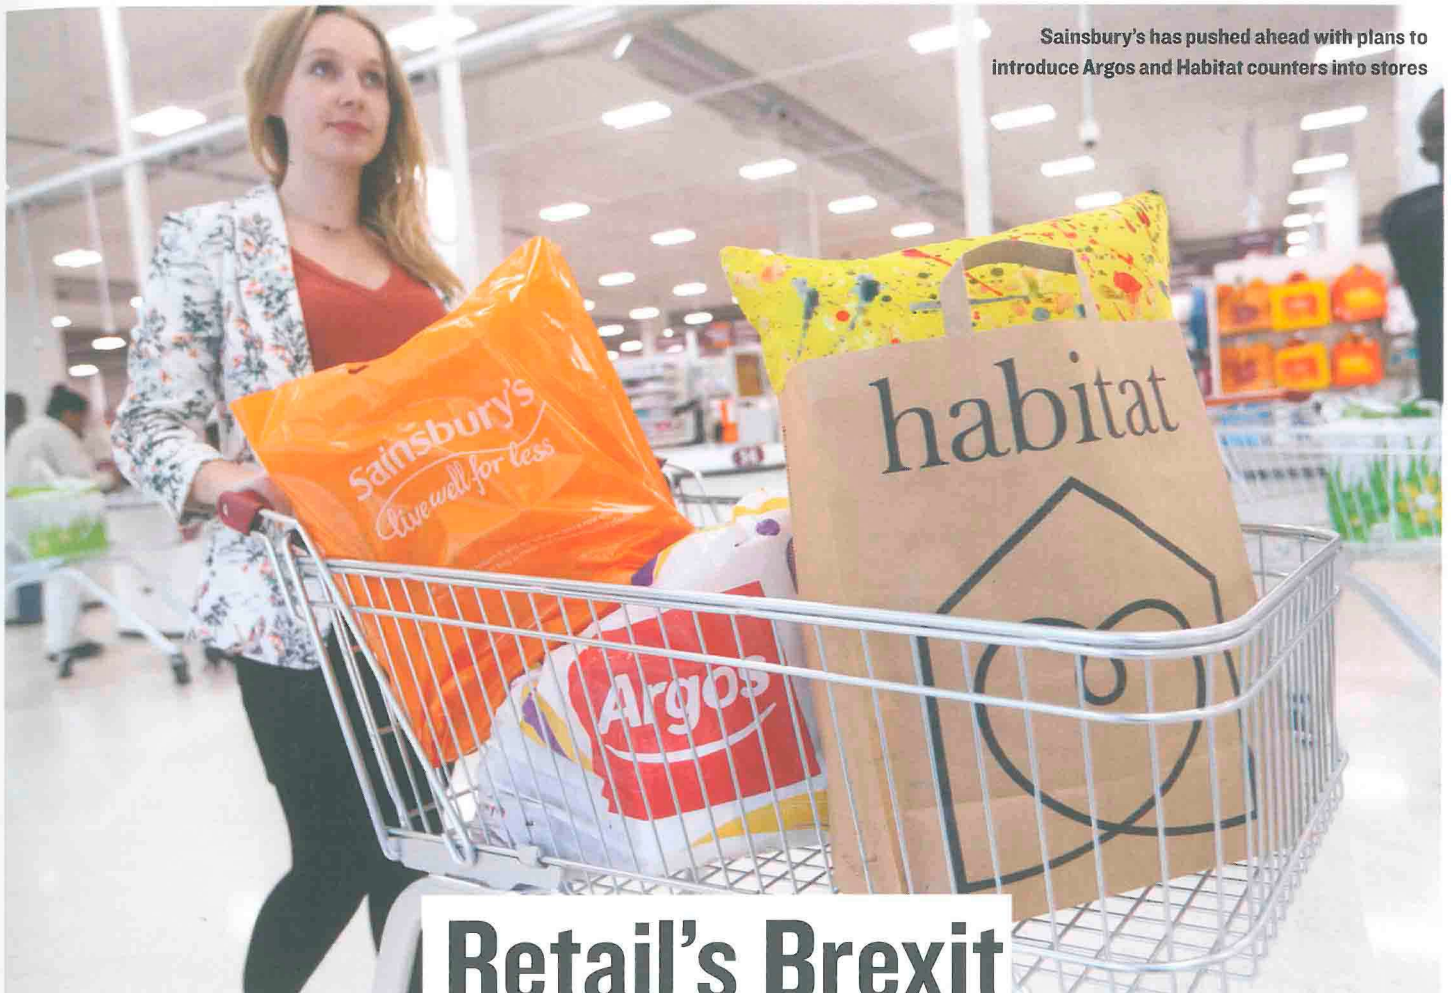 Sainsbury's has pushed ahead with plans to
introduce Argos and Habitat counters into stores
Sainsbury's
live well for less
habitat
Argos
Retail's Brexit